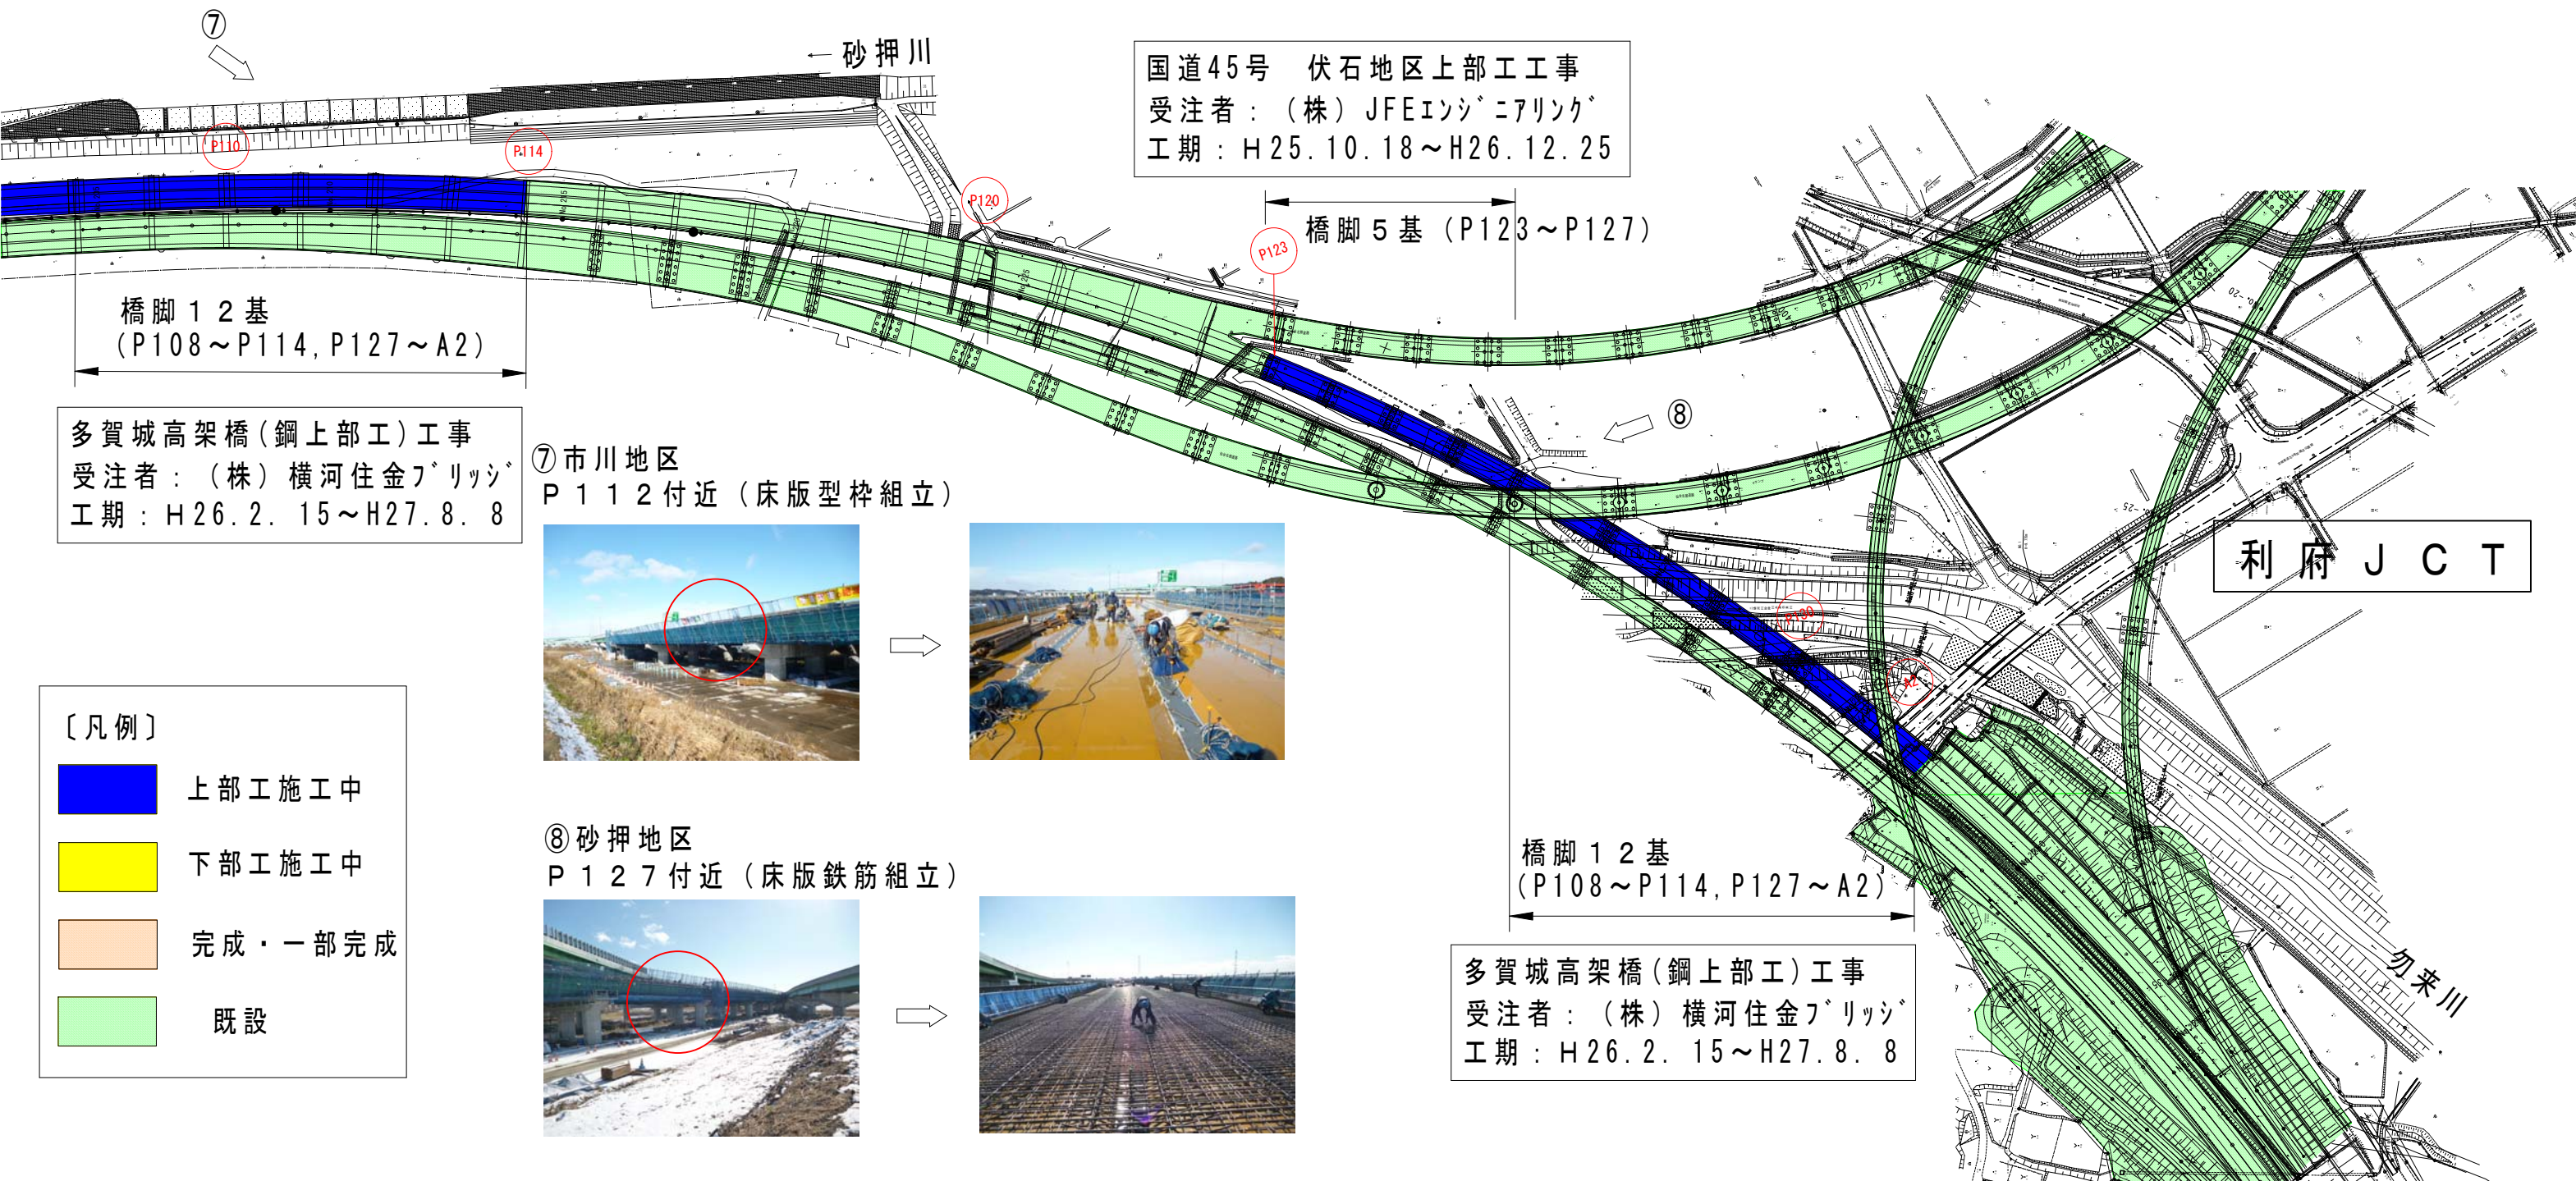 ⑦
← 砂押川
国道45号　伏石地区上部工工事
受注者：（株）JFEｴﾝｼﾞﾆｱﾘﾝｸﾞ
工期：H25.10.18～H26.12.25
P110
P114
P120
P123
橋脚５基（P123～P127）
橋脚１２基
(P108～P114,P127～A2)
多賀城高架橋(鋼上部工)工事
受注者：（株）横河住金ﾌﾞﾘｯｼﾞ
工期：H26.2. 15～H27.8. 8
⑧
⑦市川地区
Ｐ１１２付近（床版型枠組立）
利府ＪＣＴ
P130
A2
Aランプ
No-20
-25
〔凡例〕
上部工施工中
下部工施工中
完成・一部完成
既設
⑧砂押地区
Ｐ１２７付近（床版鉄筋組立）
橋脚１２基
(P108～P114,P127～A2)
多賀城高架橋(鋼上部工)工事
受注者：（株）横河住金ﾌﾞﾘｯｼﾞ
工期：H26.2. 15～H27.8. 8
勿来川